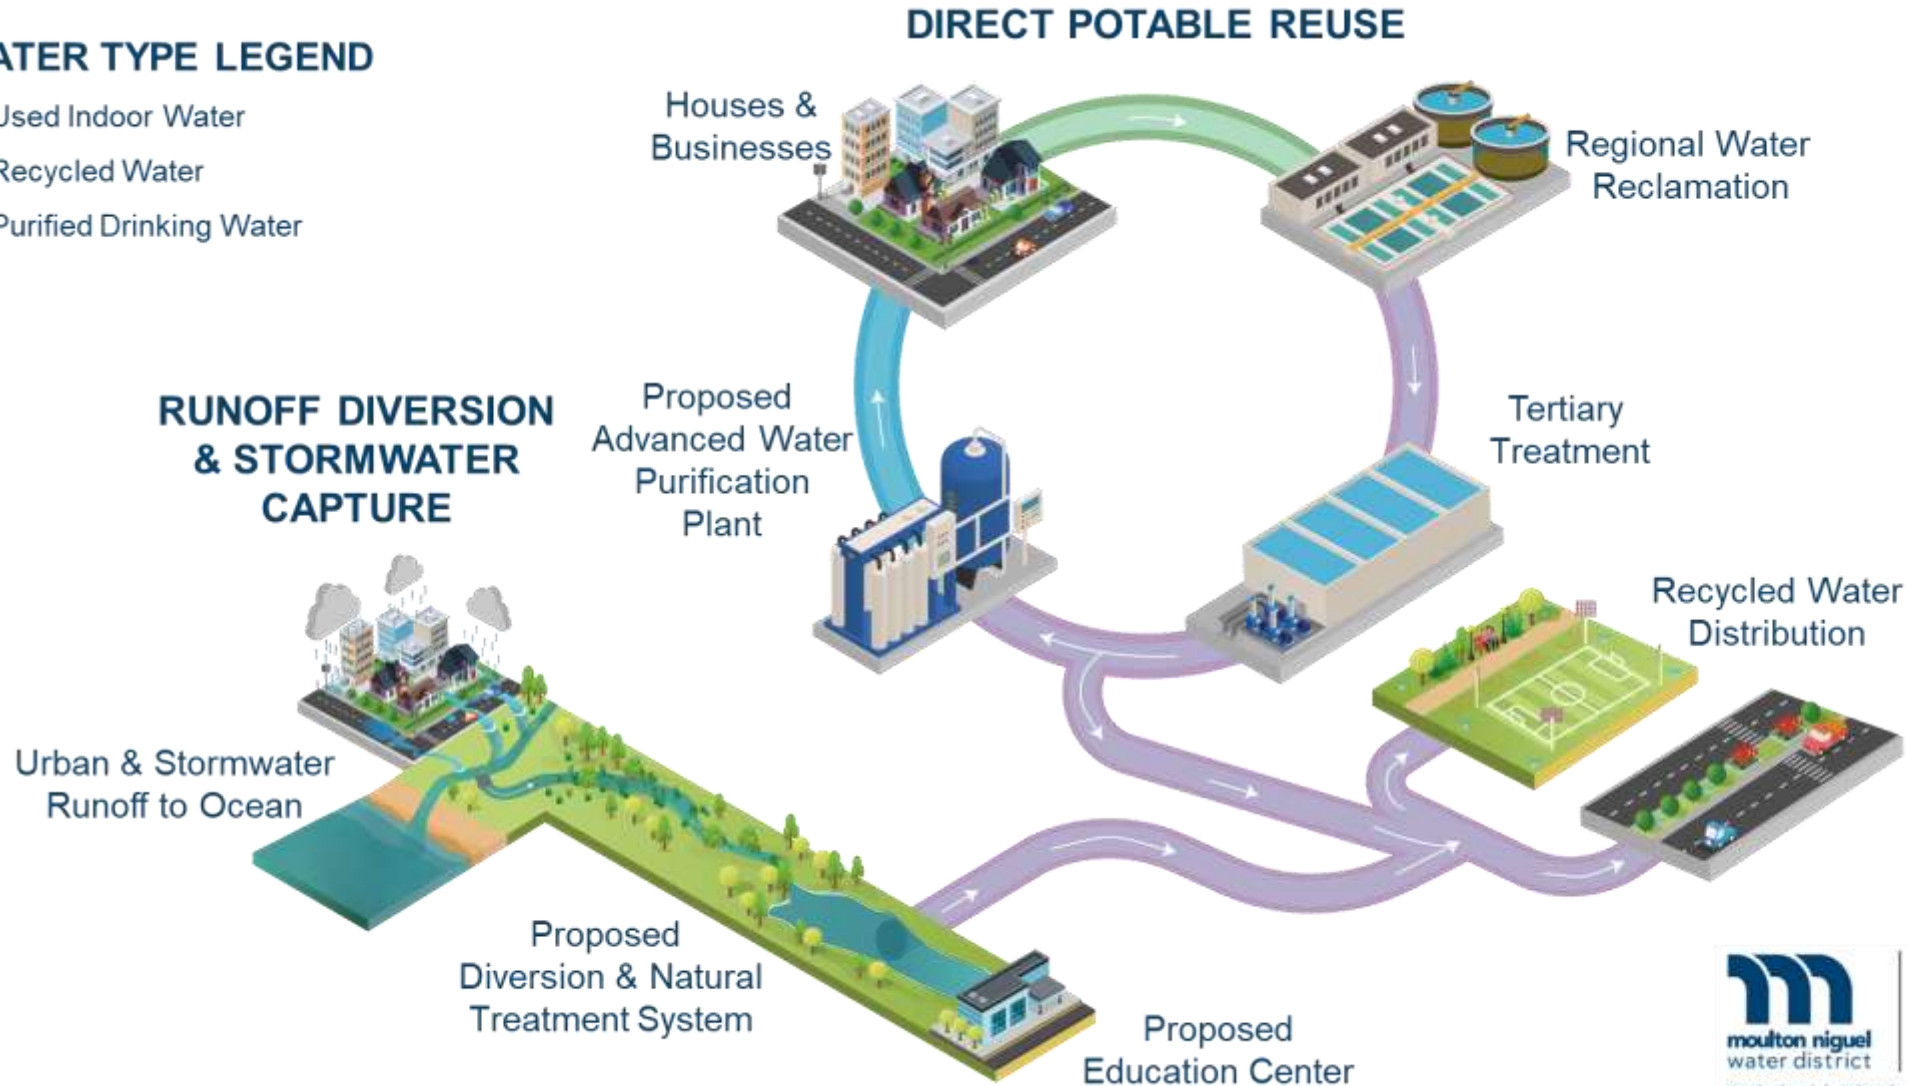 DIRECT POTABLE REUSE
ATER TYPE LEGEND
Used Indoor Water
Recycled Water
Purified Drinking Water
Houses &
Businesses
Regional Water
Reclamation
Tertiary
Treatment
Proposed
Advanced Water
Purification
Plant
RUNOFF DIVERSION
& STORMWATER
CAPTURE
Recycled Water
Distribution
Urban & Stormwater
Runoff to Ocean
Proposed
Diversion & Natural
Treatment System
Proposed
Education Center
moulton niguel
water district